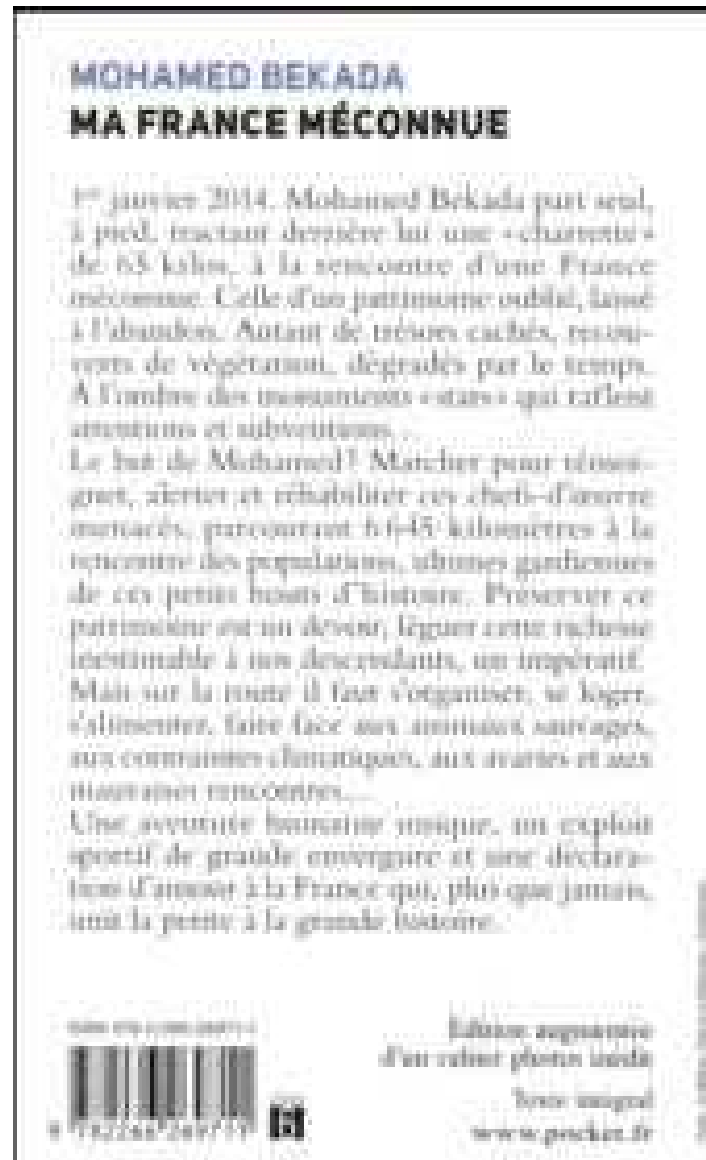 MOHAMED BEKADA
MA FRANCE MÉCONNUE
1er janvier 2014. Mohamed Bekada part seul,
à pied, tractant derrière lui une «charrette»
de 65 kilos, à la rencontre d'une France
méconnue. Celle d'un patrimoine oublié, laissé
à l'abandon. Autant de trésors cachés, recou-
verts de végétation, dégradés par le temps.
À l'ombre des monuments «stars» qui raflent
attentions et subventions...
Le but de Mohamed? Marcher pour témoi-
gner, alerter et réhabiliter ces chefs-d'œuvre
menacés, parcourant 6 645 kilomètres à la
rencontre des populations, ultimes gardiennes
de ces petits bouts d'histoire. Préserver ce
patrimoine est un devoir, léguer cette richesse
inestimable à nos descendants, un impératif.
Mais sur la route il faut s'organiser, se loger,
s'alimenter, faire face aux animaux sauvages,
aux contraintes climatiques, aux avaries et aux
mauvaises rencontres...
Une aventure humaine unique, un exploit
sportif de grande envergure et une déclara-
tion d'amour à la France qui, plus que jamais,
unit la petite à la grande histoire.
Édition augmentée
d'un cahier photos inédit
Texte intégral
www.pocket.fr